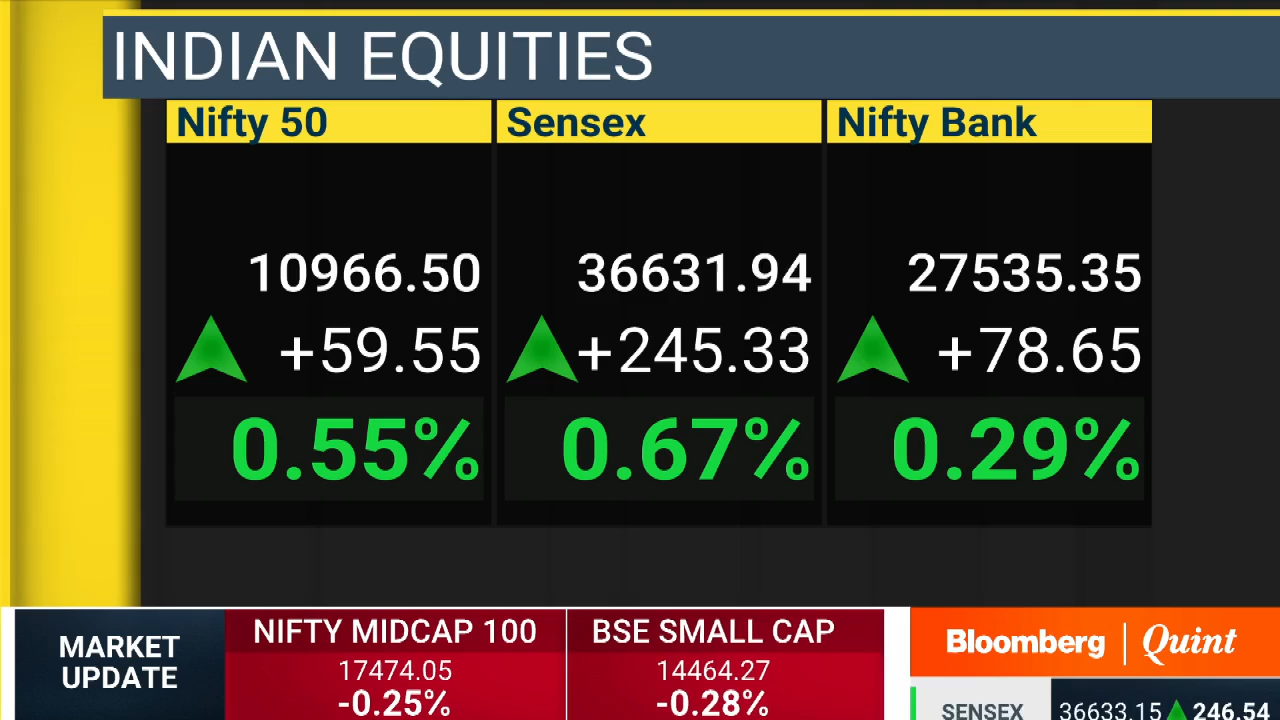 INDIAN EQUITIES
Nifty 50
10966.50
+59.55
0.55%
Sensex
36631.94
+245.33
0.67%
Nifty Bank
27535.35
+78.65
0.29%
MARKET
UPDATE
NIFTY MIDCAP 100
17474.05
-0.25%
BSE SMALL CAP
14464.27
-0.28%
Bloomberg | Quint
SENSEX 36633.15 246.54